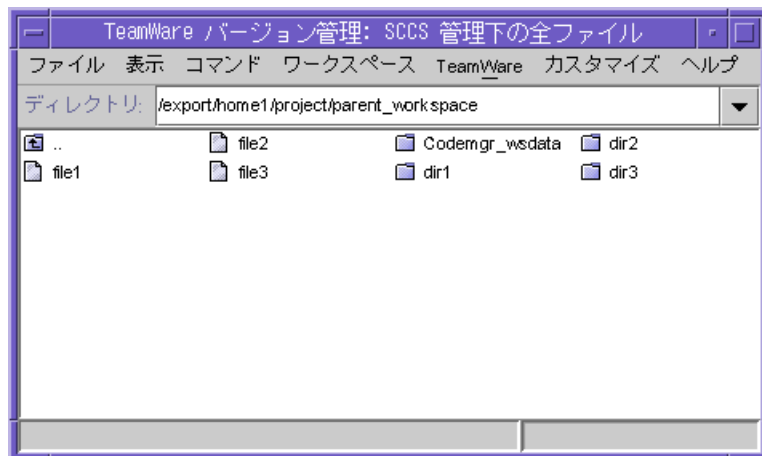 TeamWare バージョン管理: SCCS 管理下の全ファイル
ファイル 表示 コマンド ワークスペース TeamWare カスタマイズ ヘルプ
ディレクトリ: /export/home1/project/parent_workspace
.. file2 Codemgr_wsdata dir2
file1 file3 dir1 dir3